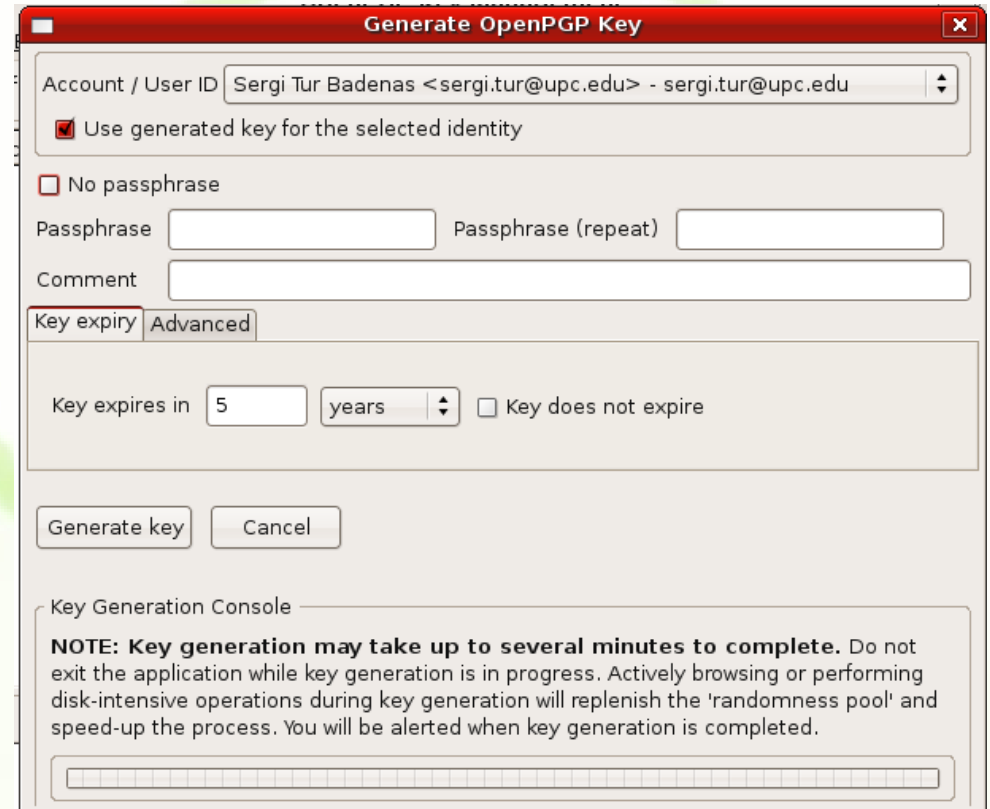 Generate OpenPGP Key
Account / User ID Sergi Tur Badenas <sergi.tur@upc.edu> - sergi.tur@upc.edu
Use generated key for the selected identity
No passphrase
Passphrase Passphrase (repeat)
Comment
Key expiry Advanced
Key expires in 5 years Key does not expire
Generate key Cancel
Key Generation Console
NOTE: Key generation may take up to several minutes to complete. Do not
exit the application while key generation is in progress. Actively browsing or performing
disk-intensive operations during key generation will replenish the 'randomness pool' and
speed-up the process. You will be alerted when key generation is completed.